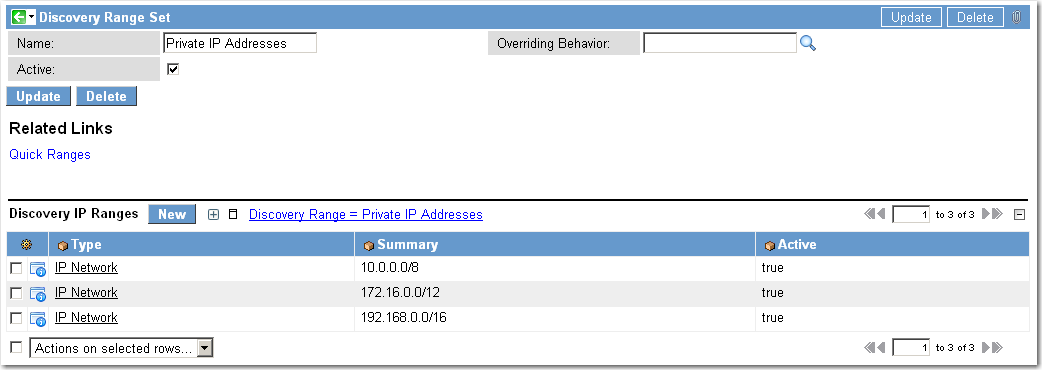 Discovery Range Set Update Delete
Name: Private IP Addresses Overriding Behavior:
Active:
Update Delete
Related Links
Quick Ranges
Discovery IP Ranges New Discovery Range = Private IP Addresses 1 to 3 of 3
Type Summary Active
IP Network 10.0.0.0/8 true
IP Network 172.16.0.0/12 true
IP Network 192.168.0.0/16 true
Actions on selected rows... 1 to 3 of 3